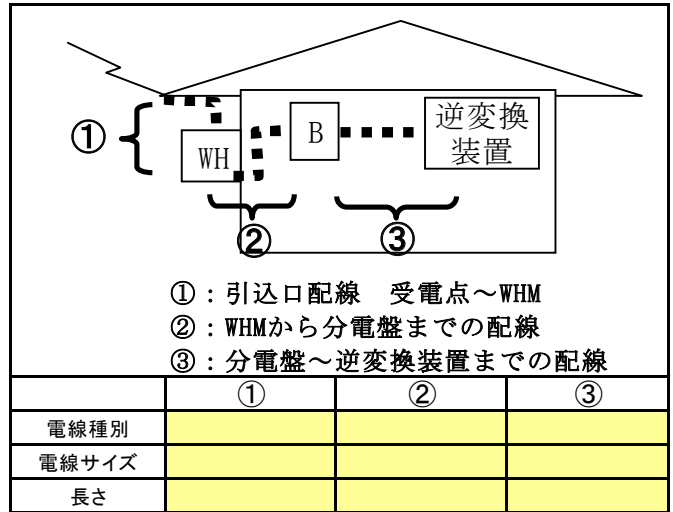 逆変換
装置
B
①
WH
②
③
①：引込口配線　受電点～WHM
②：WHMから分電盤までの配線
③：分電盤～逆変換装置までの配線
① ② ③
電線種別
電線サイズ
長さ